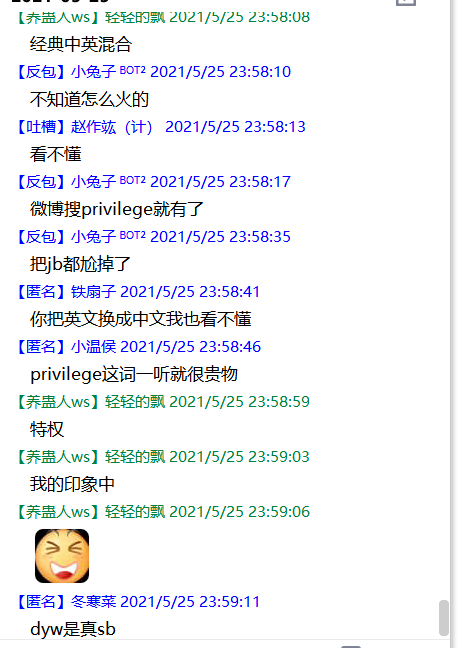 【养蛊人ws】轻轻的飘 2021/5/25 23:58:08
经典中英混合
【反包】小兔子 ᴮᴼᵀ² 2021/5/25 23:58:10
不知道怎么火的
【吐槽】赵作竑（计） 2021/5/25 23:58:13
看不懂
【反包】小兔子 ᴮᴼᵀ² 2021/5/25 23:58:17
微博搜privilege就有了
【反包】小兔子 ᴮᴼᵀ² 2021/5/25 23:58:35
把jb都尬掉了
【匿名】铁扇子 2021/5/25 23:58:41
你把英文换成中文我也看不懂
【匿名】小温侯 2021/5/25 23:58:46
privilege这词一听就很贵物
【养蛊人ws】轻轻的飘 2021/5/25 23:58:59
特权
【养蛊人ws】轻轻的飘 2021/5/25 23:59:03
我的印象中
【养蛊人ws】轻轻的飘 2021/5/25 23:59:06
【匿名】冬寒菜 2021/5/25 23:59:11
dyw是真sb